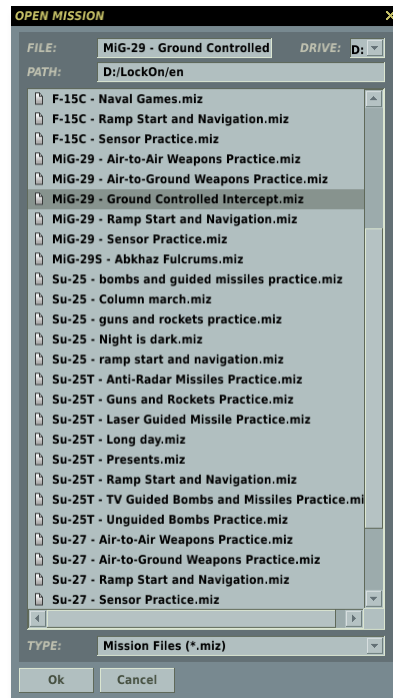 OPEN MISSION
FILE: MiG-29 - Ground Controlled DRIVE: D:
PATH: D:/LockOn/en
F-15C - Naval Games.miz
F-15C - Ramp Start and Navigation.miz
F-15C - Sensor Practice.miz
MiG-29 - Air-to-Air Weapons Practice.miz
MiG-29 - Air-to-Ground Weapons Practice.miz
MiG-29 - Ground Controlled Intercept.miz
MiG-29 - Ramp Start and Navigation.miz
MiG-29 - Sensor Practice.miz
MiG-29S - Abkhaz Fulcrums.miz
Su-25 - bombs and guided missiles practice.miz
Su-25 - Column march.miz
Su-25 - guns and rockets practice.miz
Su-25 - Night is dark.miz
Su-25 - ramp start and navigation.miz
Su-25T - Anti-Radar Missiles Practice.miz
Su-25T - Guns and Rockets Practice.miz
Su-25T - Laser Guided Missile Practice.miz
Su-25T - Long day.miz
Su-25T - Presents.miz
Su-25T - Ramp Start and Navigation.miz
Su-25T - TV Guided Bombs and Missiles Practice.mi
Su-25T - Unguided Bombs Practice.miz
Su-27 - Air-to-Air Weapons Practice.miz
Su-27 - Air-to-Ground Weapons Practice.miz
Su-27 - Ramp Start and Navigation.miz
Su-27 - Sensor Practice.miz
TYPE: Mission Files (*.miz)
Ok Cancel